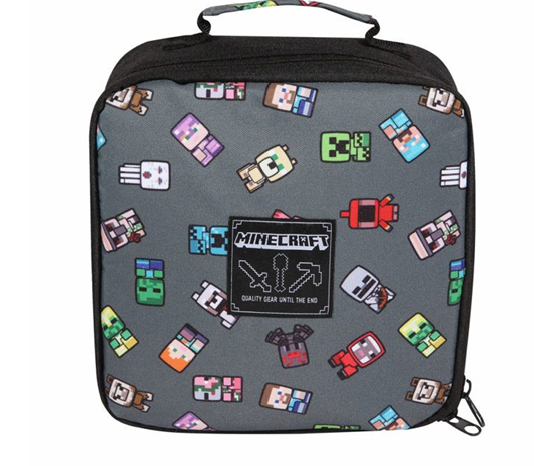 MINECRAFT
QUALITY GEAR UNTIL THE END